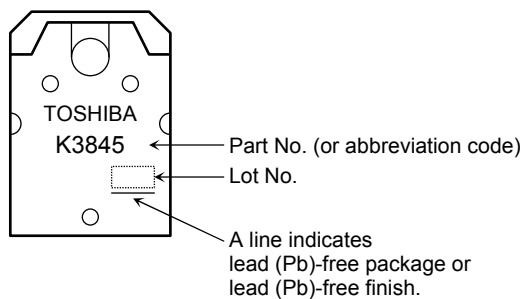 TOSHIBA
K3845
Part No. (or abbreviation code)
Lot No.
A line indicates
lead (Pb)-free package or
lead (Pb)-free finish.